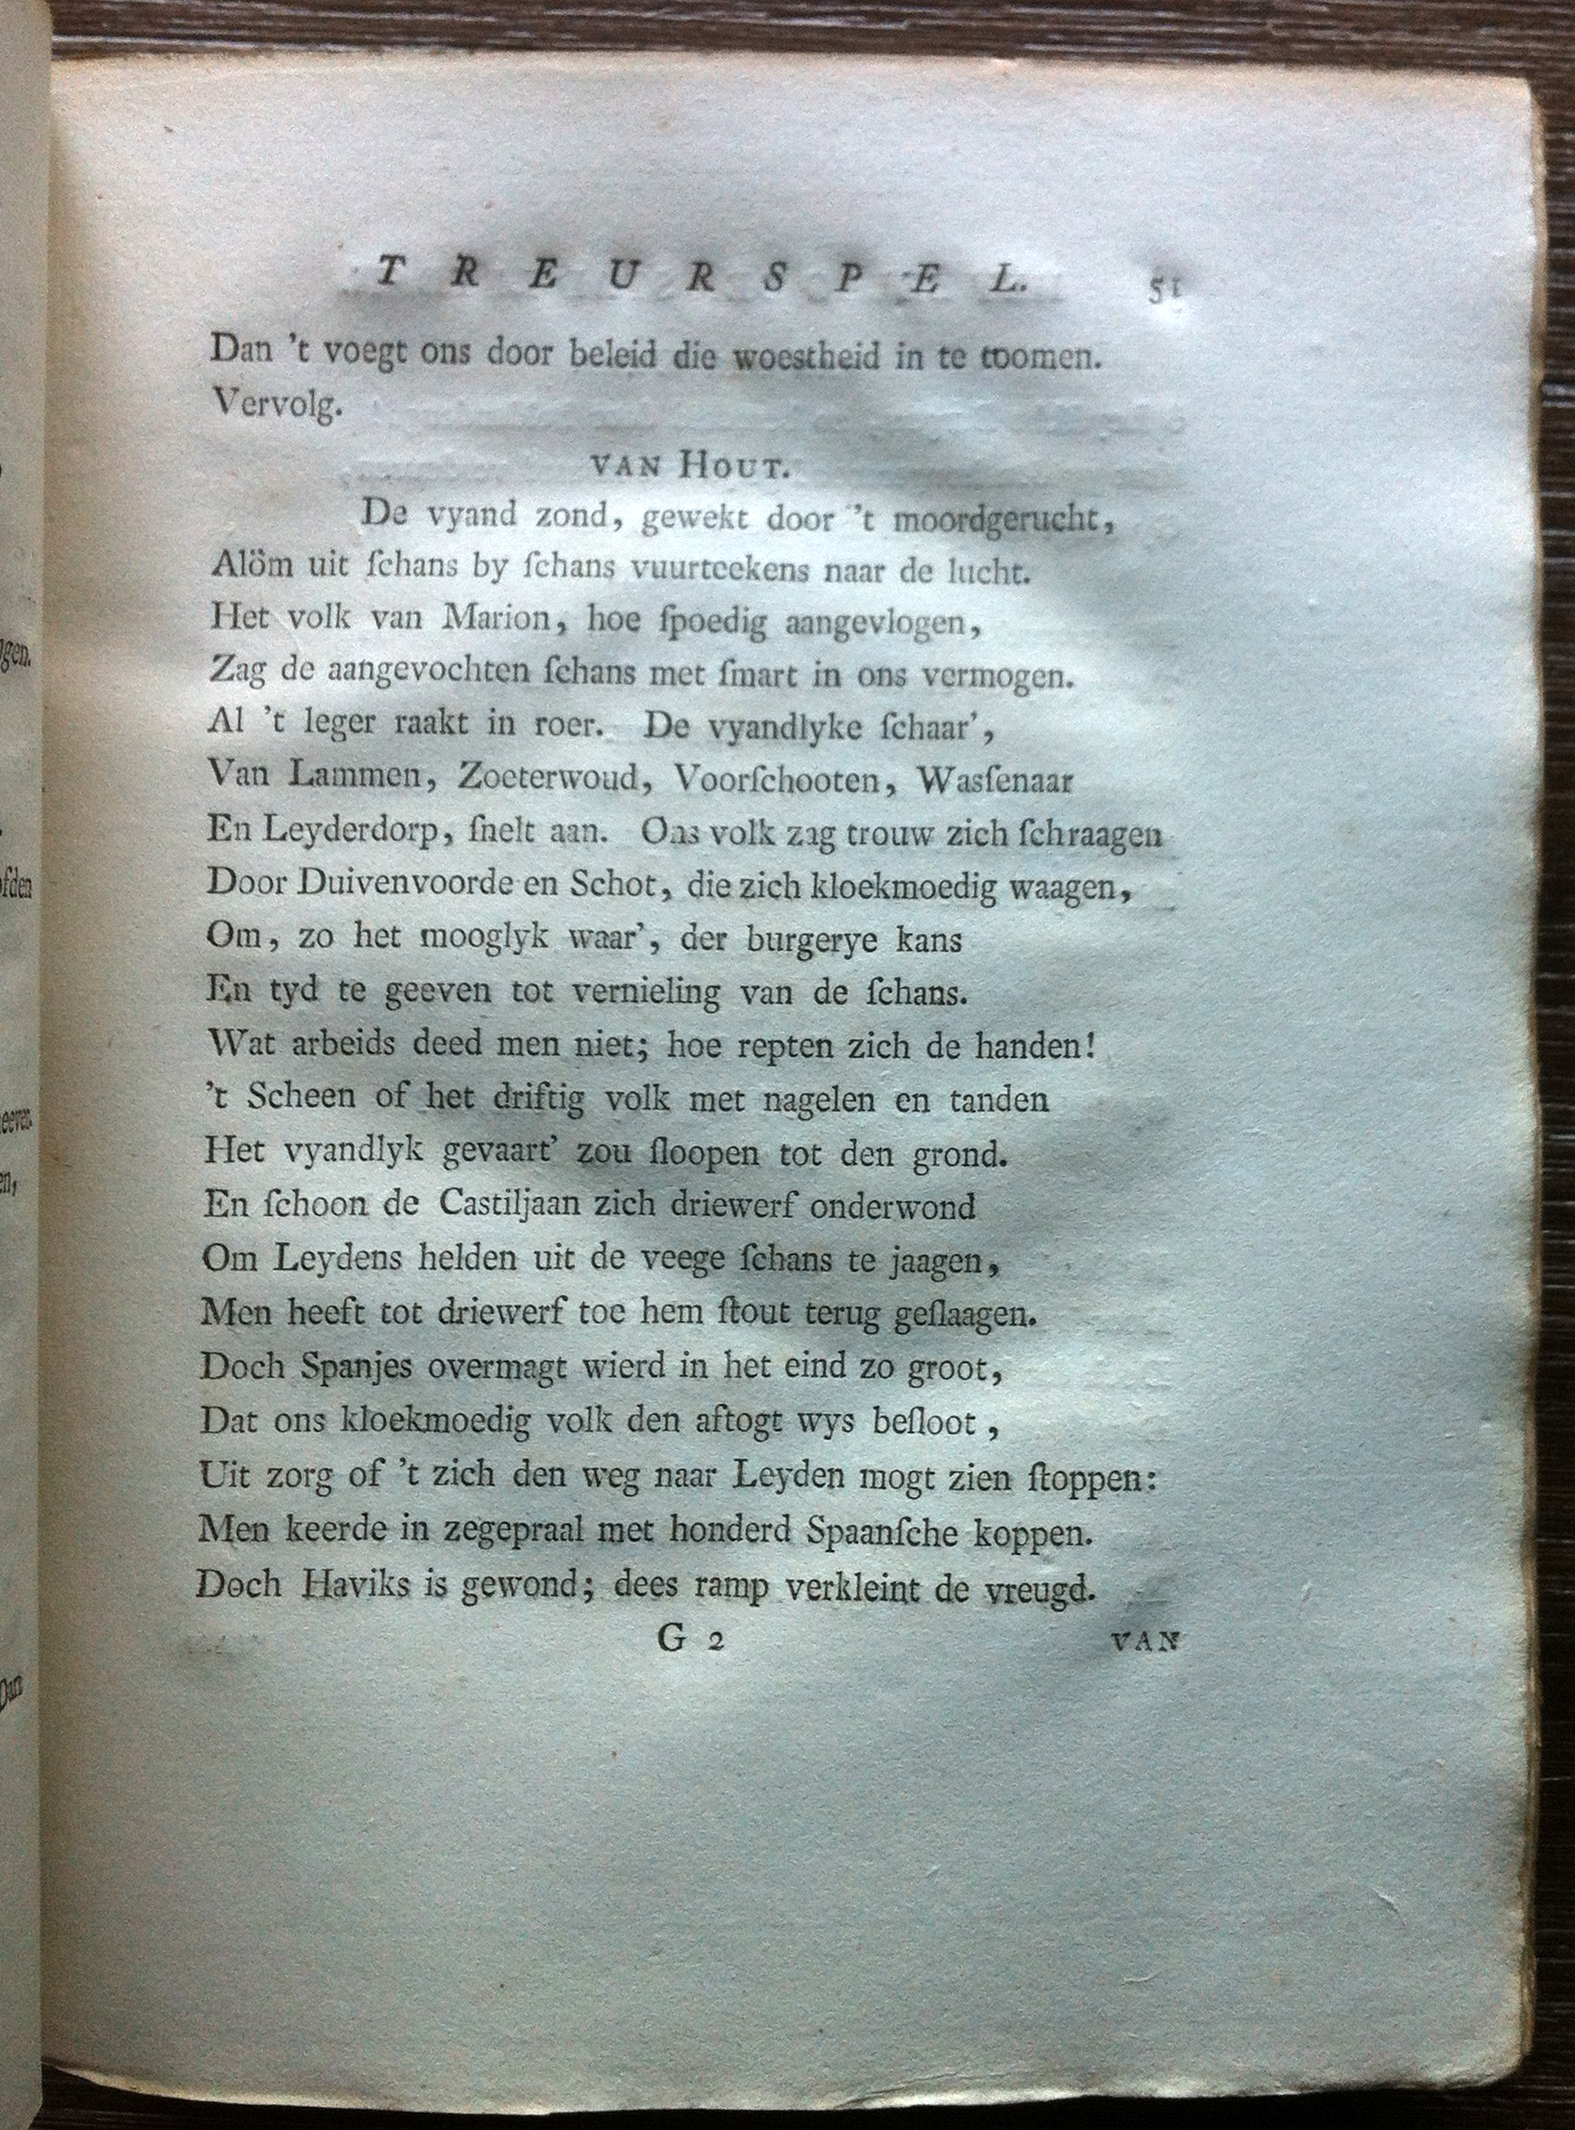 TREURSPEL. 51
Dan 't voegt ons door beleid die woestheid in te toomen.
Vervolg.
VAN HOUT.
De vyand zond, gewekt door 't moordgerucht,
Alöm uit ſchans by ſchans vuurteekens naar de lucht.
Het volk van Marion, hoe ſpoedig aangevlogen,
Zag de aangevochten ſchans met ſmart in ons vermogen.
Al 't leger raakt in roer. De vyandlyke ſchaar',
Van Lammen, Zoeterwoud, Voorſchooten, Wasſenaar
En Leyderdorp, ſnelt aan. Ons volk zag trouw zich ſchraagen
Door Duivenvoorde en Schot, die zich kloekmoedig waagen,
Om, zo het mooglyk waar', der burgerye kans
En tyd te geeven tot vernieling van de ſchans.
Wat arbeids deed men niet; hoe repten zich de handen!
't Scheen of het driftig volk met nagelen en tanden
Het vyandlyk gevaart' zou ſloopen tot den grond.
En ſchoon de Castiljaan zich driewerf onderwond
Om Leydens helden uit de veege ſchans te jaagen,
Men heeft tot driewerf toe hem ſtout terug geſlaagen.
Doch Spanjes overmagt wierd in het eind zo groot,
Dat ons kloekmoedig volk den aftogt wys beſloot,
Uit zorg of 't zich den weg naar Leyden mogt zien ſtoppen:
Men keerde in zegepraal met honderd Spaanſche koppen.
Doch Haviks is gewond; dees ramp verkleint de vreugd.
G 2 VAN